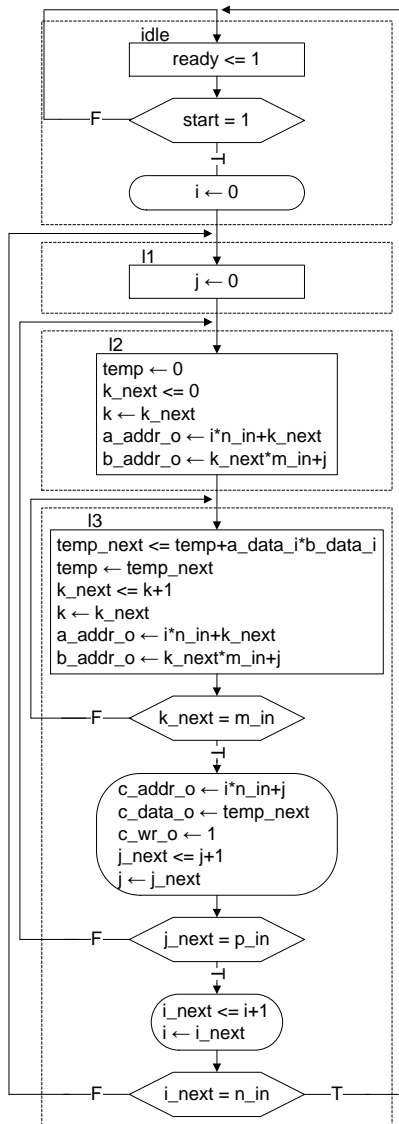 idle
ready <= 1
F
start = 1
T
i ← 0
l1
j ← 0
l2
temp ← 0
k_next <= 0
k ← k_next
a_addr_o ← i*n_in+k_next
b_addr_o ← k_next*m_in+j
l3
temp_next <= temp+a_data_i*b_data_i
temp ← temp_next
k_next <= k+1
k ← k_next
a_addr_o ← i*n_in+k_next
b_addr_o ← k_next*m_in+j
F
k_next = m_in
T
c_addr_o ← i*n_in+j
c_data_o ← temp_next
c_wr_o ← 1
j_next <= j+1
j ← j_next
F
j_next = p_in
T
i_next <= i+1
i ← i_next
F
i_next = n_in
T